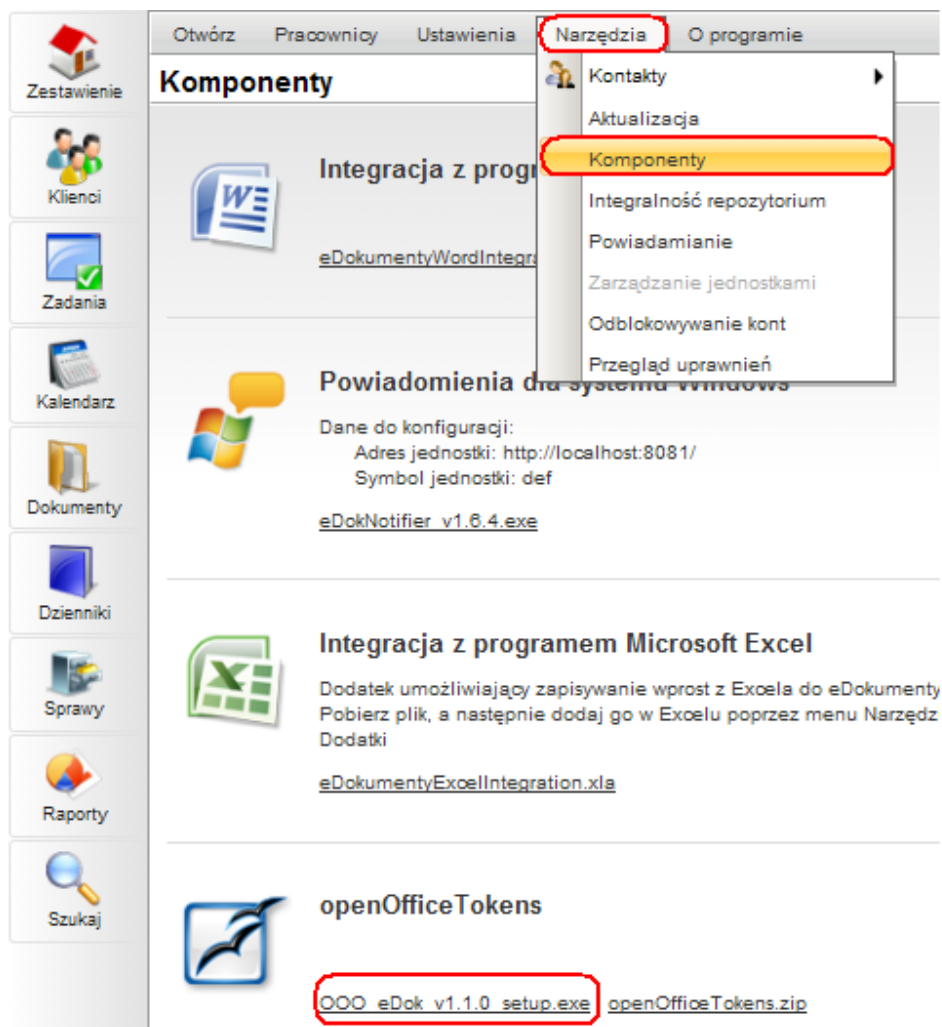 Otwórz Pracownicy Ustawienia Narzędzia O programie
Komponenty
Kontakty
Aktualizacja
Komponenty
Integralność repozytorium
Powiadamianie
Zarządzanie jednostkami
Odblokowywanie kont
Przegląd uprawnień
Zestawienie
Klienci
Zadania
Kalendarz
Dokumenty
Dzienniki
Sprawy
Raporty
Szukaj
Integracja z
W
Powiadomienia dla systemu Windows
Dane do konfiguracji:
Adres jednostki: http://localhost:8081/
Symbol jednostki: def
eDokNotifier_v1.6.4.exe
Integracja z programem Microsoft Excel
X
Dodatek umożliwiający zapisywanie wprost z Excela do eDokumenty
Pobierz plik, a następnie dodaj go w Excelu poprzez menu Narzędz
Dodatki
eDokumentyExcelIntegration.xla
openOfficeTokens
OOO_eDok_v1.1.0_setup.exe openOfficeTokens.zip